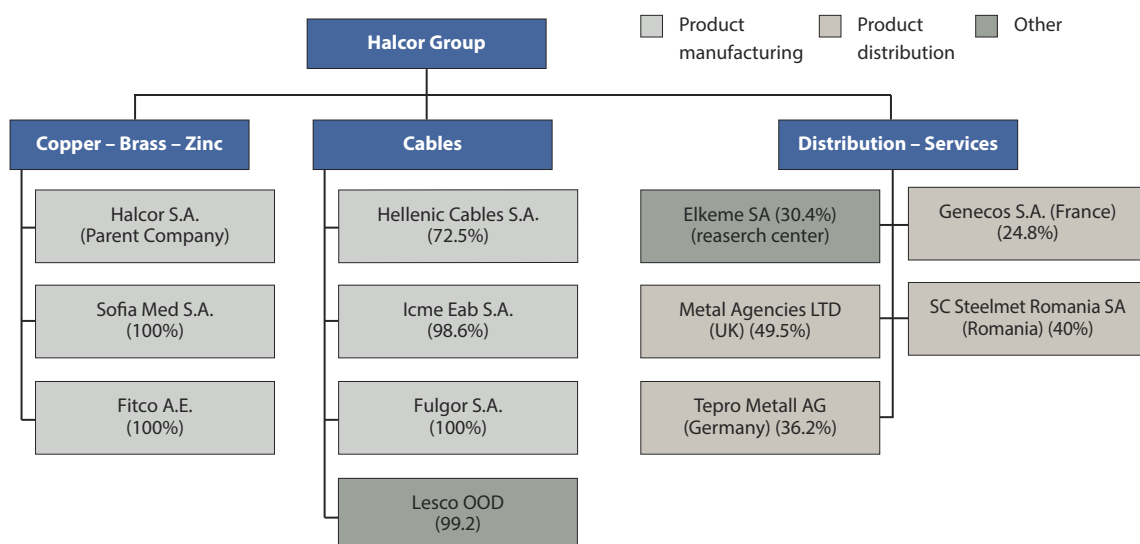 Halcor Group
Product
manufacturing
Product
distribution
Other
Copper – Brass – Zinc
Cables
Distribution – Services
Halcor S.A.
(Parent Company)
Sofia Med S.A.
(100%)
Fitco A.E.
(100%)
Hellenic Cables S.A.
(72.5%)
Icme Eab S.A.
(98.6%)
Fulgor S.A.
(100%)
Lesco OOD
(99.2)
Elkeme SA (30.4%)
(reaserch center)
Metal Agencies LTD
(UK) (49.5%)
Tepro Metall AG
(Germany) (36.2%)
Genecos S.A. (France)
(24.8%)
SC Steelmet Romania SA
(Romania) (40%)